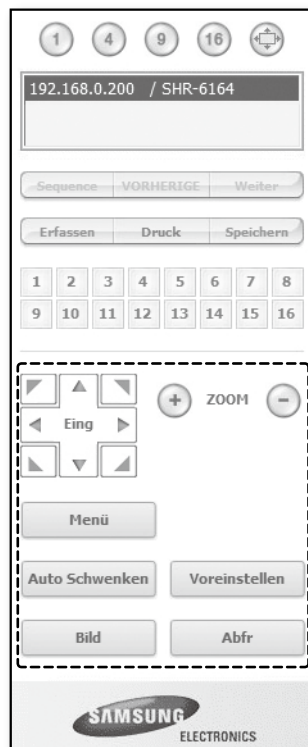 1 4 9 16
192.168.0.200 / SHR-6164
Sequence VORHERIGE Weiter
Erfassen Druck Speichern
1 2 3 4 5 6 7 8
9 10 11 12 13 14 15 16
Eing + ZOOM -
Menü
Auto Schwenken Voreinstellen
Bild Abfr
SAMSUNG
ELECTRONICS